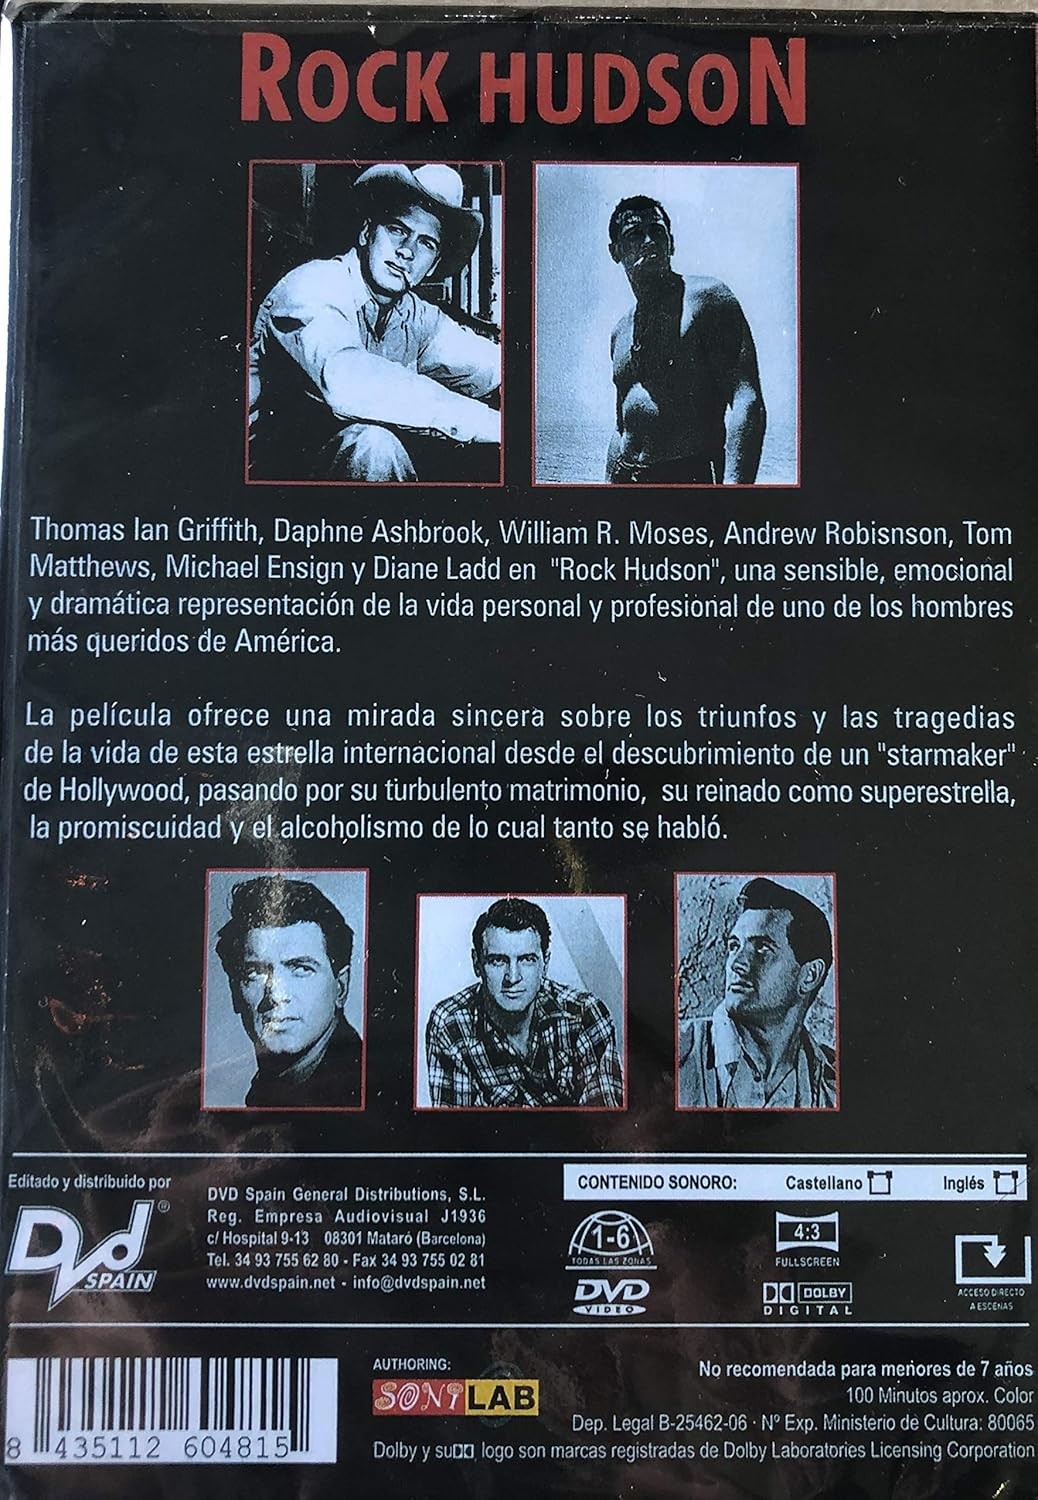 ROCK HUDSON
Thomas Ian Griffith, Daphne Ashbrook, William R. Moses, Andrew Robisnson, Tom
Matthews, Michael Ensign y Diane Ladd en "Rock Hudson", una sensible, emocional
y dramática representación de la vida personal y profesional de uno de los hombres
más queridos de América.
La película ofrece una mirada sincera sobre los triunfos y las tragedias
de la vida de esta estrella internacional desde el descubrimiento de un "starmaker"
de Hollywood, pasando por su turbulento matrimonio, su reinado como superestrella,
la promiscuidad y el alcoholismo de lo cual tanto se habló.
Editado y distribuido por
DVD SPAIN ®
DVD Spain General Distributions, S.L.
Reg. Empresa Audiovisual J1936
c/ Hospital 9-13 08301 Mataró (Barcelona)
Tel. 34 93 755 62 80 - Fax 34 93 755 02 81
www.dvdspain.net - info@dvdspain.net
CONTENIDO SONORO: Castellano Inglés
1-6
TODAS LAS ZONAS
DVD
VIDEO
4:3
FULLSCREEN
DOLBY
DIGITAL
ACCESO DIRECTO
A ESCENAS
8 435112 604815
AUTHORING:
SONYLAB
No recomendada para menores de 7 años
100 Minutos aprox. Color
Dep. Legal B-25462-06 · Nº Exp. Ministerio de Cultura: 80065
Dolby y su logo son marcas registradas de Dolby Laboratories Licensing Corporation